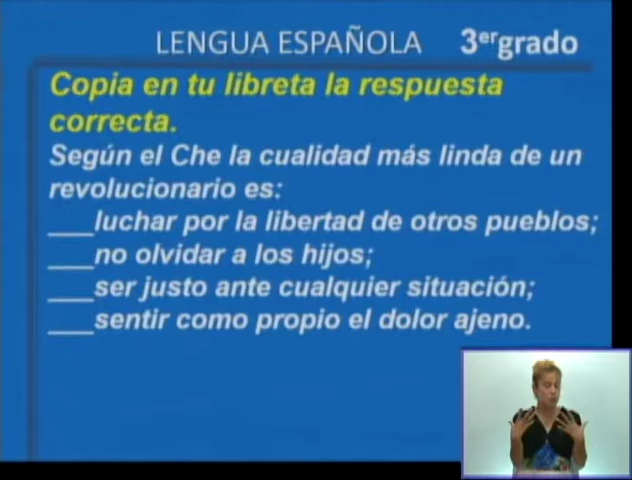 LENGUA ESPAÑOLA 3ergrado
Copia en tu libreta la respuesta
correcta.
Según el Che la cualidad más linda de un
revolucionario es:
___luchar por la libertad de otros pueblos;
___no olvidar a los hijos;
___ser justo ante cualquier situación;
___sentir como propio el dolor ajeno.